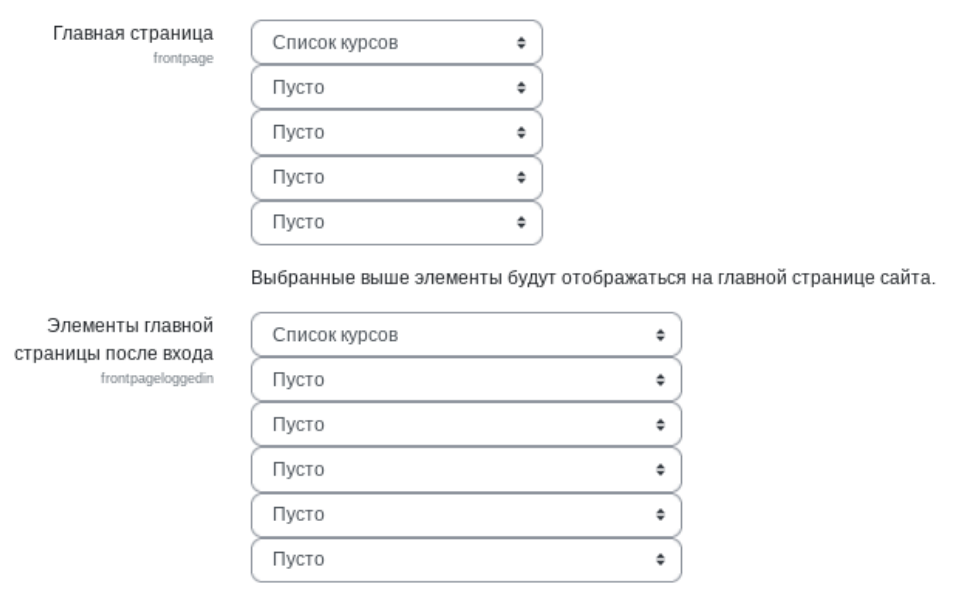 Главная страница
frontpage
Список курсов
Пусто
Пусто
Пусто
Пусто
Выбранные выше элементы будут отображаться на главной странице сайта.
Элементы главной
страницы после входа
frontpageloggedin
Список курсов
Пусто
Пусто
Пусто
Пусто
Пусто